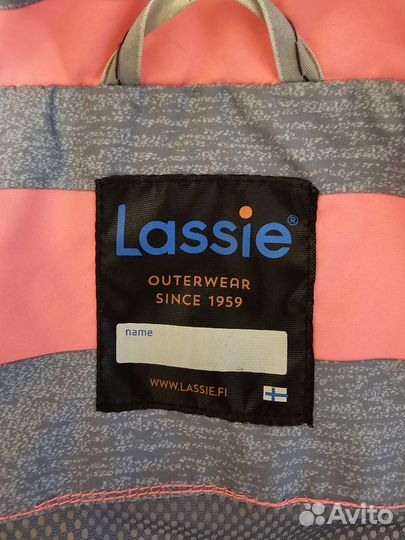 Lassie®
OUTERWEAR
SINCE 1959
name
WWW.LASSIE.FI
Avito